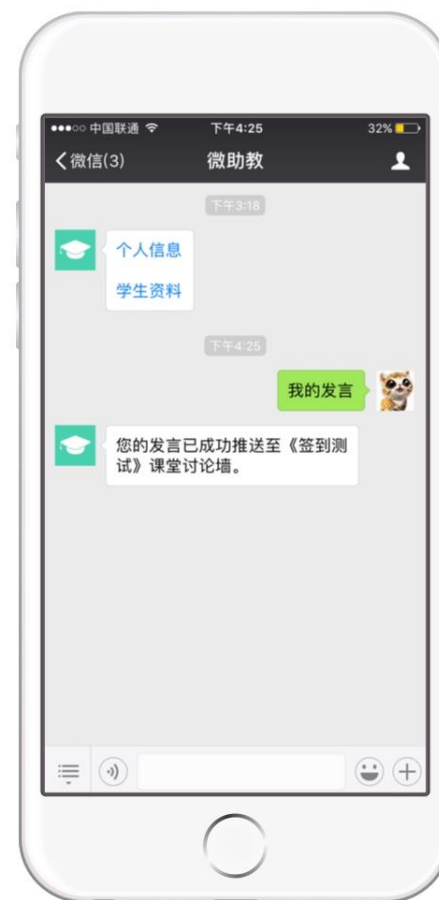 中国联通 下午4:25 32%
微信(3) 微助教
下午3:18
个人信息
学生资料
下午4:25
我的发言
您的发言已成功推送至《签到测
试》课堂讨论墙。